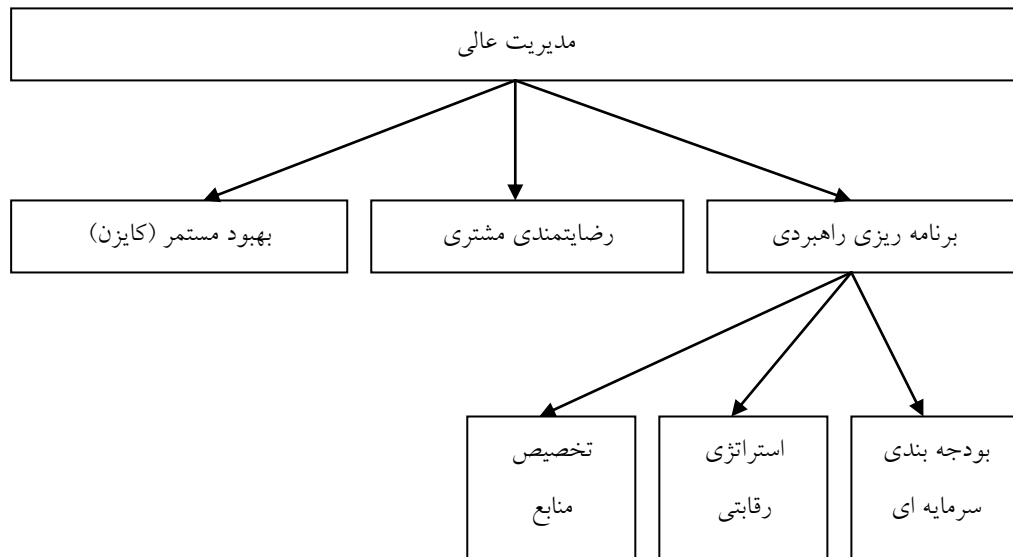 مدیریت عالی
برنامه ریزی راهبردی
رضایتمندی مشتری
بهبود مستمر (کایزن)
بودجه بندی
سرمایه ای
استراتژی
رقابتی
تخصیص
منابع